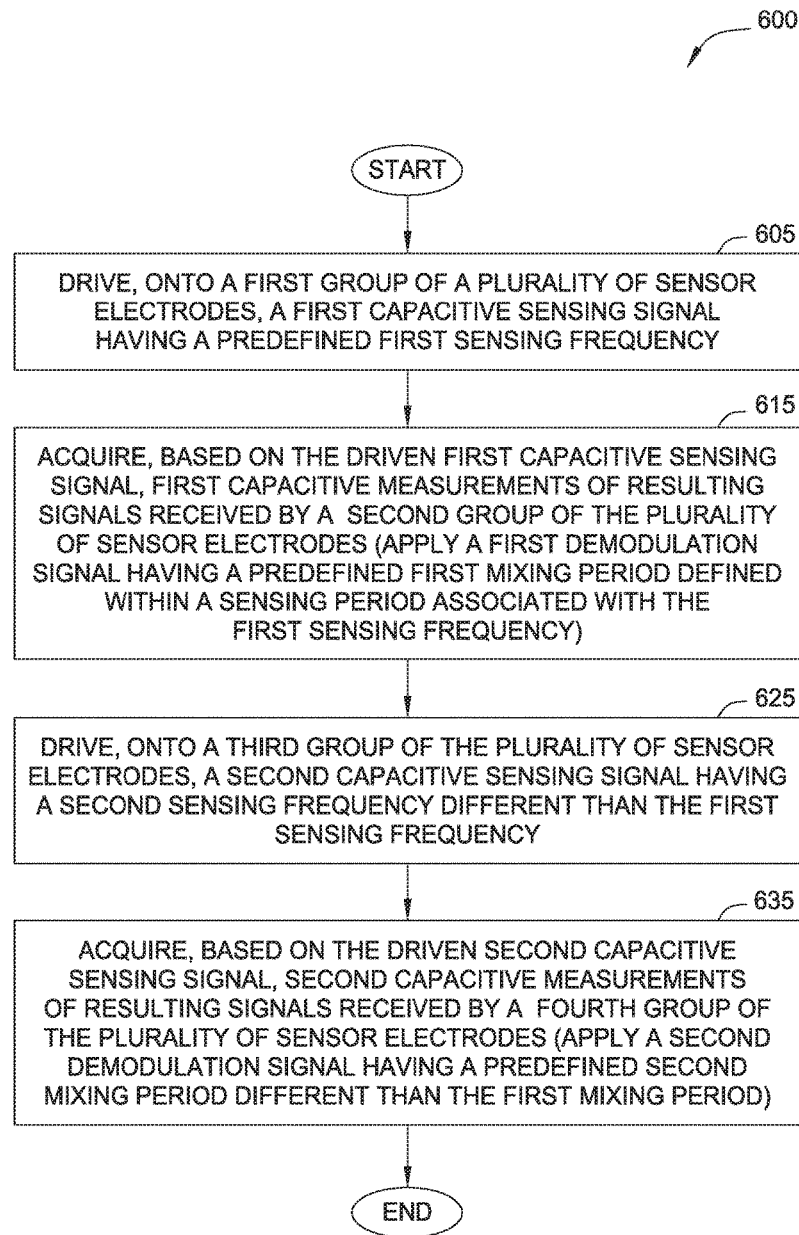 600
START
605
DRIVE, ONTO A FIRST GROUP OF A PLURALITY OF SENSOR
ELECTRODES, A FIRST CAPACITIVE SENSING SIGNAL
HAVING A PREDEFINED FIRST SENSING FREQUENCY
615
ACQUIRE, BASED ON THE DRIVEN FIRST CAPACITIVE SENSING
SIGNAL, FIRST CAPACITIVE MEASUREMENTS OF RESULTING
SIGNALS RECEIVED BY A SECOND GROUP OF THE PLURALITY
OF SENSOR ELECTRODES (APPLY A FIRST DEMODULATION
SIGNAL HAVING A PREDEFINED FIRST MIXING PERIOD DEFINED
WITHIN A SENSING PERIOD ASSOCIATED WITH THE
FIRST SENSING FREQUENCY)
625
DRIVE, ONTO A THIRD GROUP OF THE PLURALITY OF SENSOR
ELECTRODES, A SECOND CAPACITIVE SENSING SIGNAL HAVING
A SECOND SENSING FREQUENCY DIFFERENT THAN THE FIRST
SENSING FREQUENCY
635
ACQUIRE, BASED ON THE DRIVEN SECOND CAPACITIVE
SENSING SIGNAL, SECOND CAPACITIVE MEASUREMENTS
OF RESULTING SIGNALS RECEIVED BY A FOURTH GROUP OF
THE PLURALITY OF SENSOR ELECTRODES (APPLY A SECOND
DEMODULATION SIGNAL HAVING A PREDEFINED SECOND
MIXING PERIOD DIFFERENT THAN THE FIRST MIXING PERIOD)
END